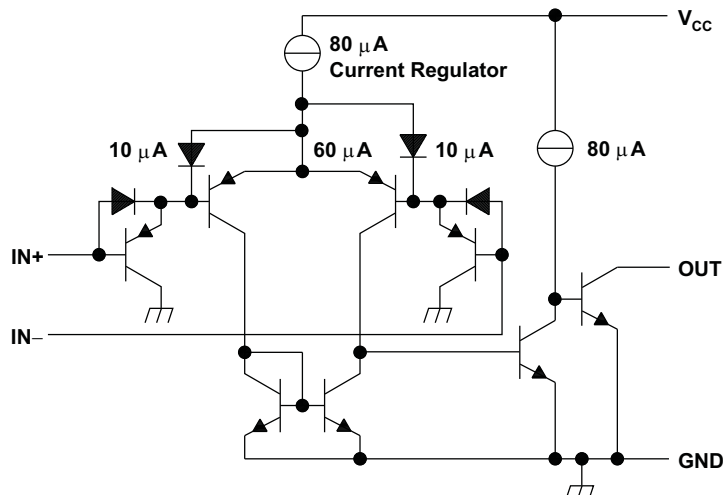 V_CC
80 μA
Current Regulator
10 μA
60 μA
10 μA
80 μA
IN+
OUT
IN−
GND